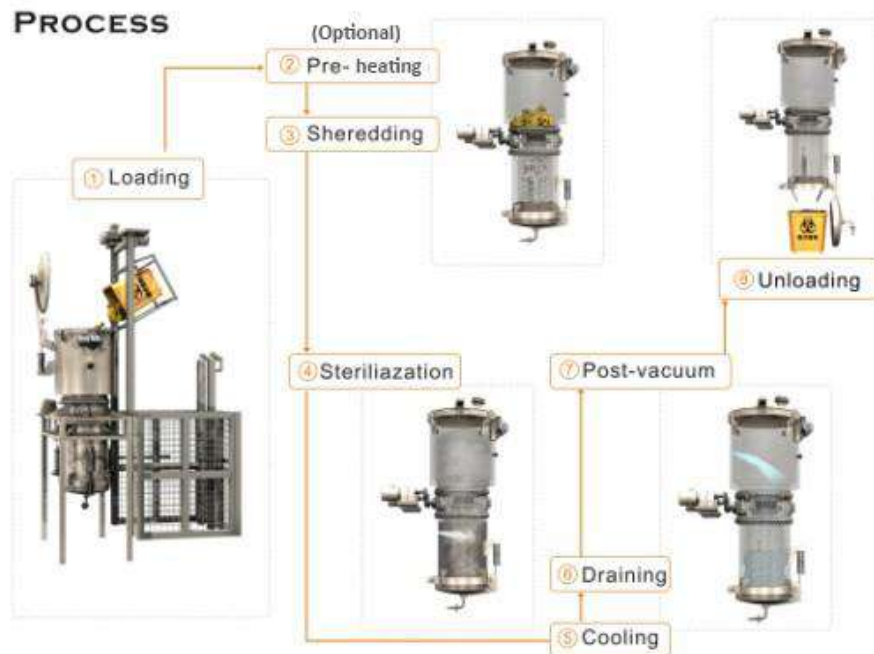 PROCESS
(Optional)
② Pre- heating
③ Sheredding
① Loading
④ Steriliazation
⑤ Cooling
⑥ Draining
⑦ Post-vacuum
⑧ Unloading